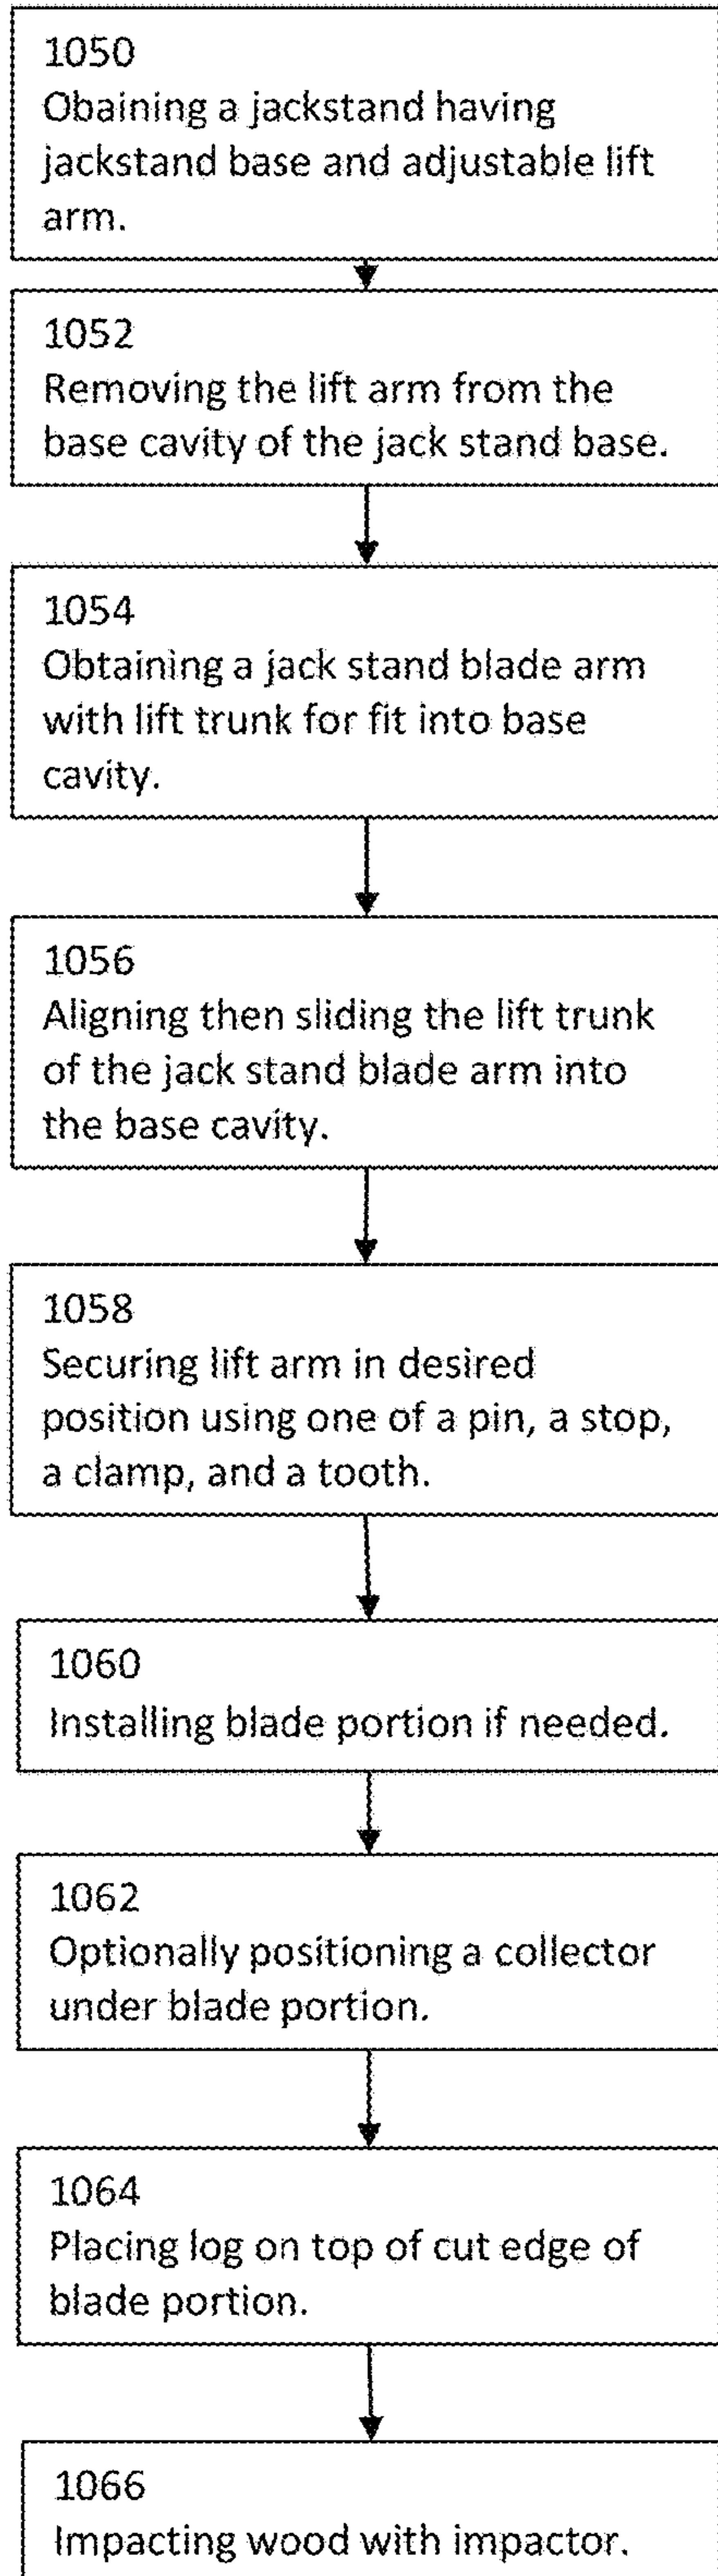 1050
Obaining a jackstand having
jackstand base and adjustable lift
arm.
1052
Removing the lift arm from the
base cavity of the jack stand base.
1054
Obtaining a jack stand blade arm
with lift trunk for fit into base
cavity.
1056
Aligning then sliding the lift trunk
of the jack stand blade arm into
the base cavity.
1058
Securing lift arm in desired
position using one of a pin, a stop,
a clamp, and a tooth.
1060
Installing blade portion if needed.
1062
Optionally positioning a collector
under blade portion.
1064
Placing log on top of cut edge of
blade portion.
1066
Impacting wood with impactor.